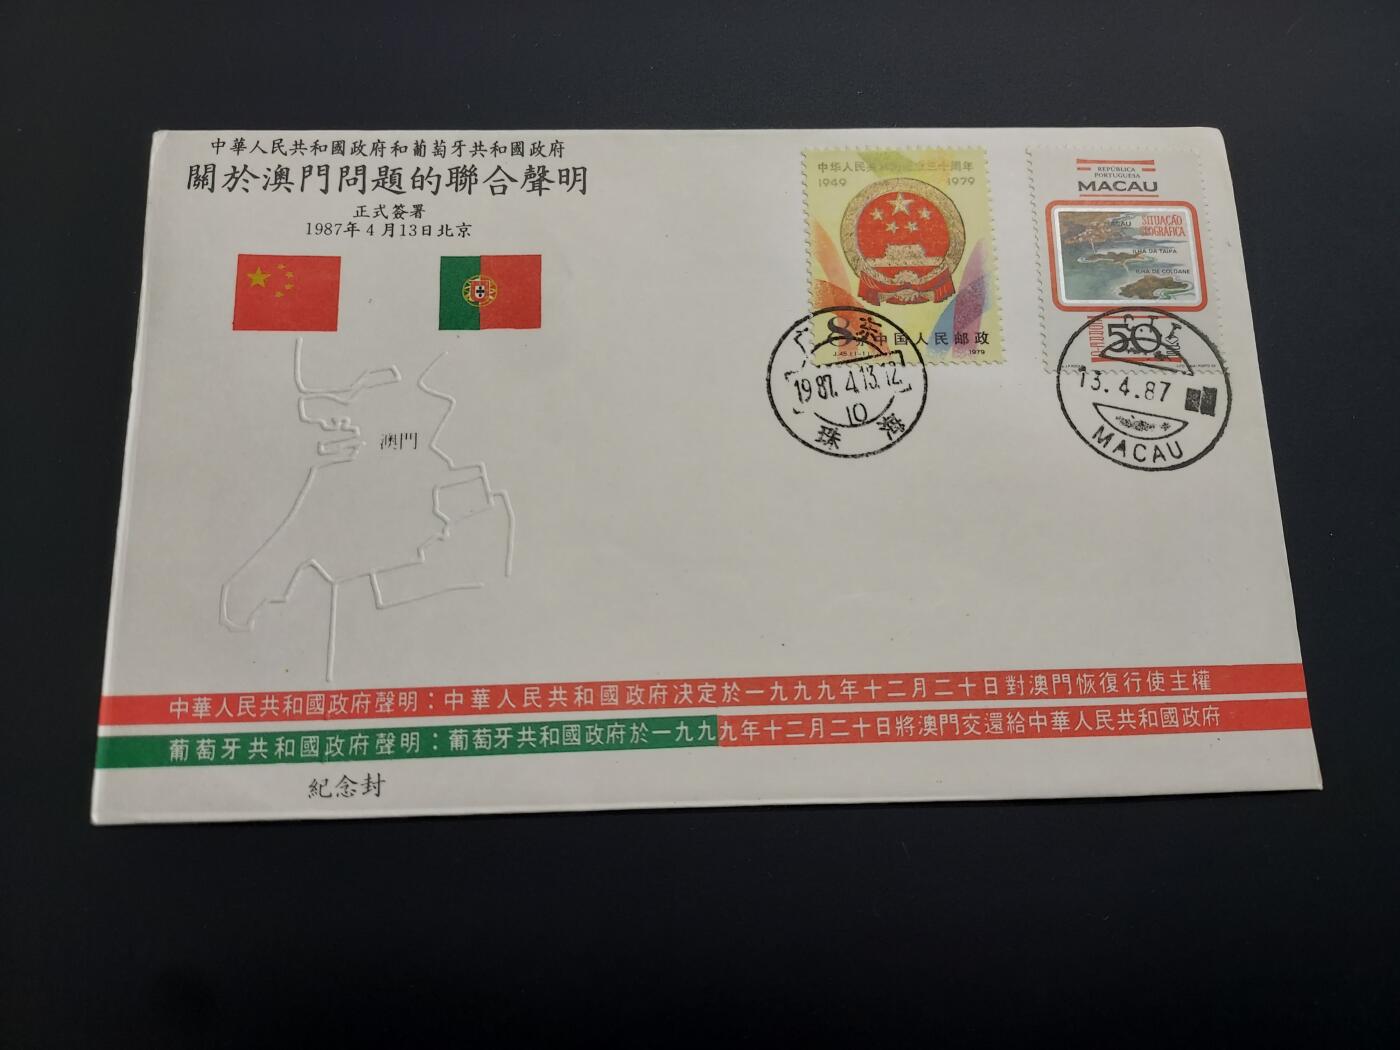 中華人民共和國政府和葡萄牙共和國政府
關於澳門問題的聯合聲明
正式簽署
1987年4月13日北京
澳門
中华人民共和国成立三十周年
1949 1979
8分 中国人民邮政
J.45.(1-1) 1979
REPÚBLICA
PORTUGUESA
MACAU
SITUAÇÃO
GEOGRÁFICA
MACAU
ILHA DA TAIPA
ILHA DE COLOANE
50
广东
1987.4.13.12
10
珠海
C T T
13.4.87
MACAU
中華人民共和國政府聲明：中華人民共和國政府决定於一九九九年十二月二十日對澳門恢復行使主權
葡萄牙共和國政府聲明：葡萄牙共和國政府於一九九九年十二月二十日將澳門交還給中華人民共和國政府
紀念封